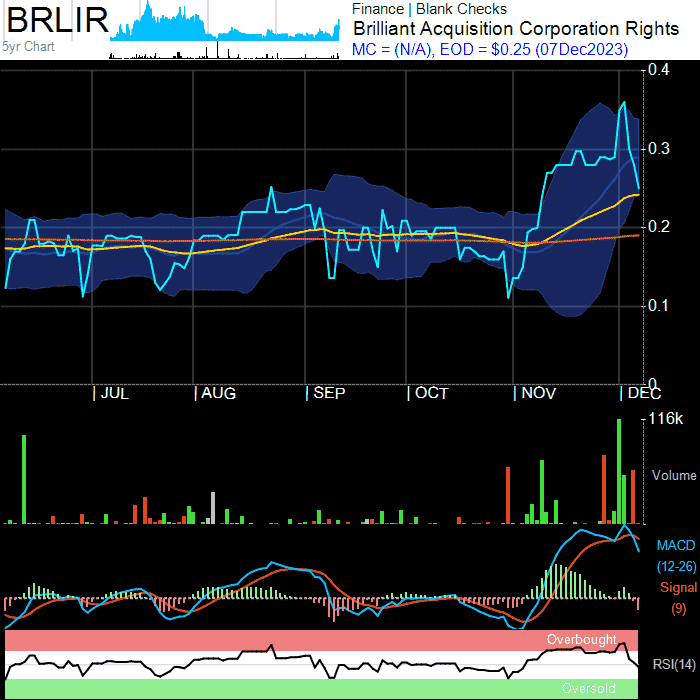 BRLIR
5yr Chart
Finance | Blank Checks
Brilliant Acquisition Corporation Rights
MC = (N/A), EOD = $0.25 (07Dec2023)
0.4
0.3
0.2
0.1
0
JUL AUG SEP OCT NOV DEC
116k
Volume
MACD
(12-26)
Signal
(9)
Overbought
RSI(14)
Oversold